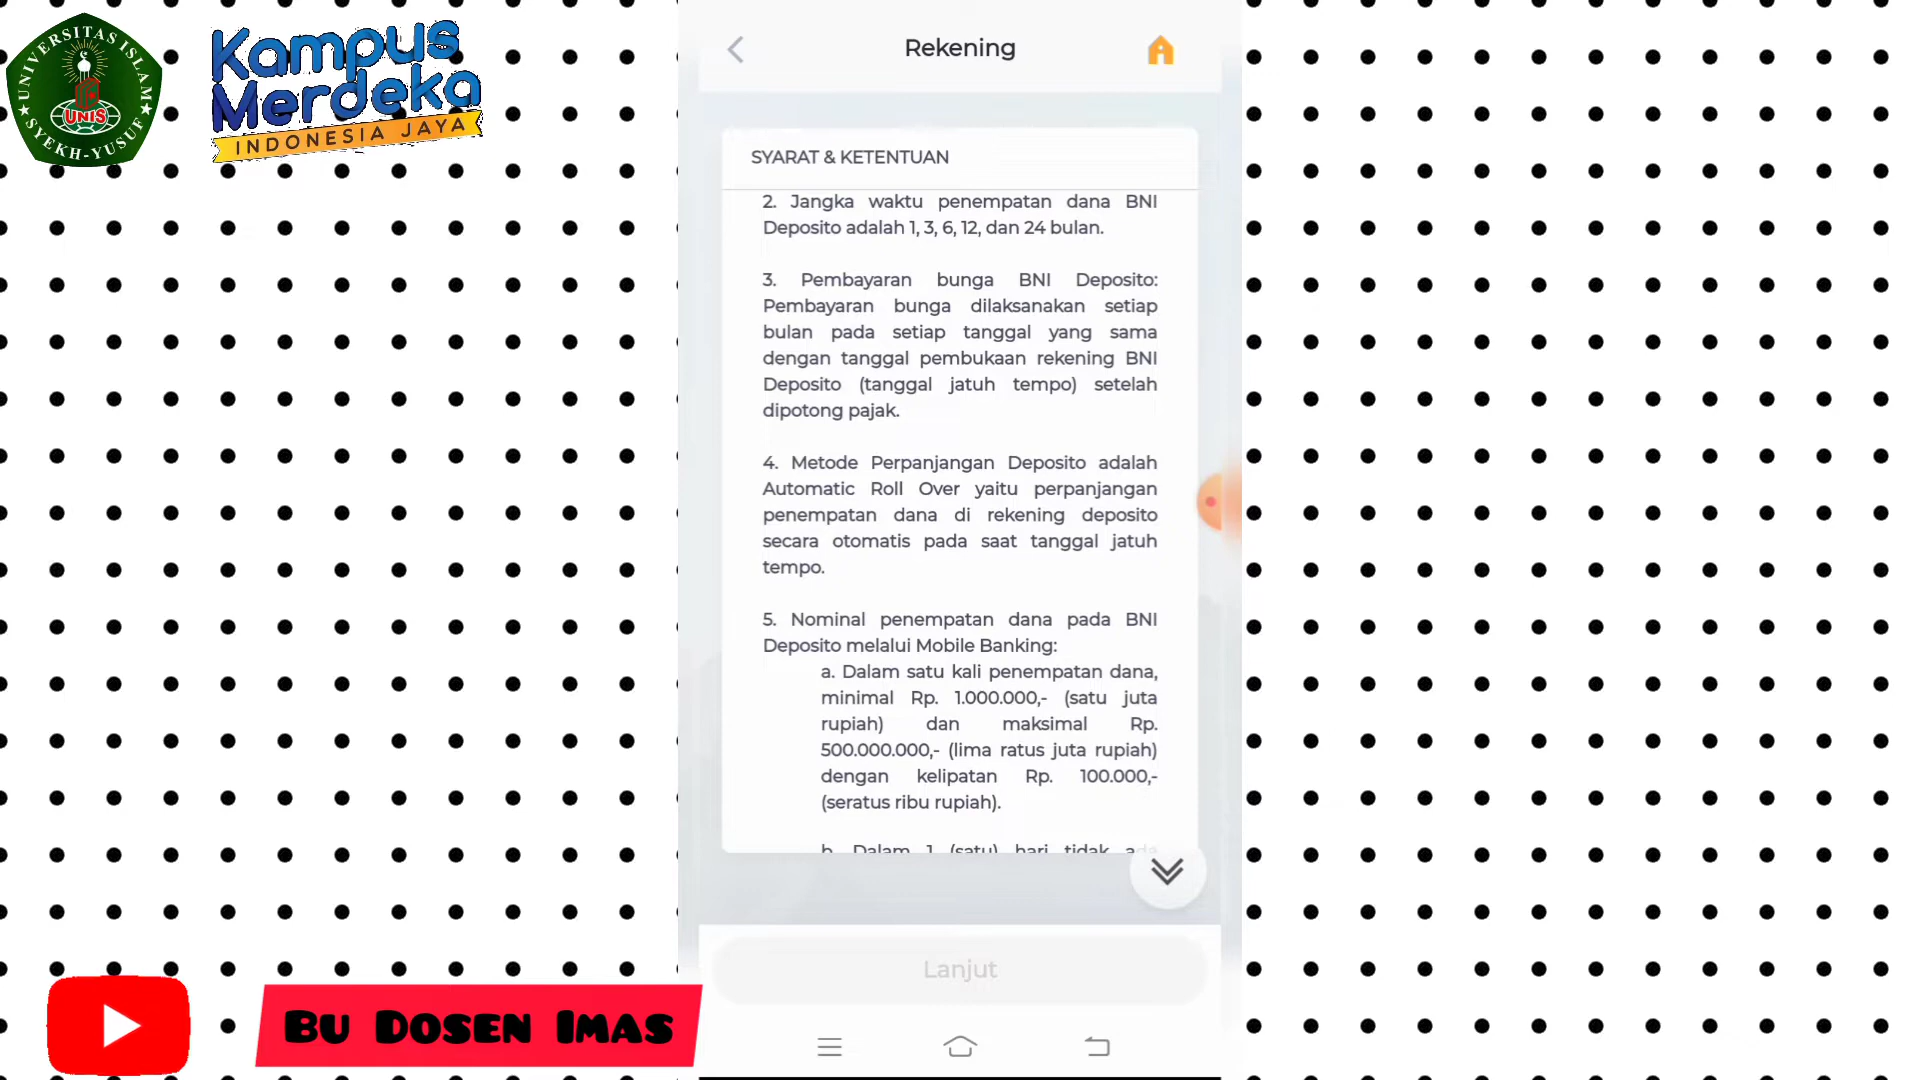 UNIVERSITAS ISLAM
UNIS
SYEKH-YUSUF
Kampus
Merdeka
INDONESIA JAYA
Rekening
SYARAT & KETENTUAN
2. Jangka waktu penempatan dana BNI
Deposito adalah 1, 3, 6, 12, dan 24 bulan.
3. Pembayaran bunga BNI Deposito:
Pembayaran bunga dilaksanakan setiap
bulan pada setiap tanggal yang sama
dengan tanggal pembukaan rekening BNI
Deposito (tanggal jatuh tempo) setelah
dipotong pajak.
4. Metode Perpanjangan Deposito adalah
Automatic Roll Over yaitu perpanjangan
penempatan dana di rekening deposito
secara otomatis pada saat tanggal jatuh
tempo.
5. Nominal penempatan dana pada BNI
Deposito melalui Mobile Banking:
a. Dalam satu kali penempatan dana,
minimal Rp. 1.000.000,- (satu juta
rupiah) dan maksimal Rp.
500.000.000,- (lima ratus juta rupiah)
dengan kelipatan Rp. 100.000,-
(seratus ribu rupiah).
b. Dalam 1 (satu) hari tidak ada
Lanjut
Bu Dosen Imas